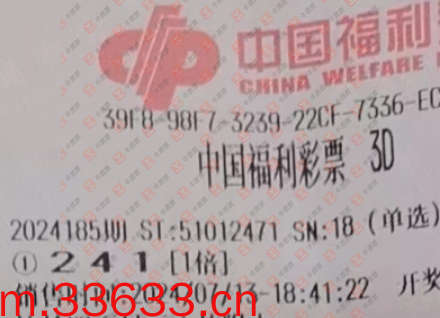 中国福利
CHINA WELFARE
39F8-98F7-3239-22CF-7336-EC
中国福利彩票 3D
2024185期 ST:51012471 SN:18 (单选)
① 2 4 1 [1倍]
-18:41:22 开奖
m.33633.cn